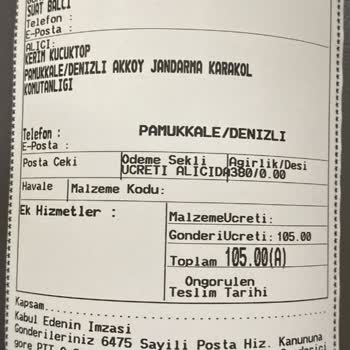 SUAT BALCI
Telefon :
E-Posta :
ALICI:
KERIM KUCUKTOP
PAMUKKALE/DENIZLI AKKOY JANDARMA KARAKOL
KOMUTANLIGI
PAMUKKALE/DENIZLI
Telefon :
E-Posta :
Posta Ceki
Odeme Sekli
UCRETI ALICIDA
Agirlik/Desi
380/0.00
Havale
Malzeme Kodu:
Ek Hizmetler :
MalzemeUcreti:
GonderiUcreti: 105.00
Toplam 105.00(A)
Ongorulen
Teslim Tarihi
Kapsam
Kabul Edenin Imzasi
Gonderileriniz 6475 Sayili Posta Hiz. Kanununa
gore PTT